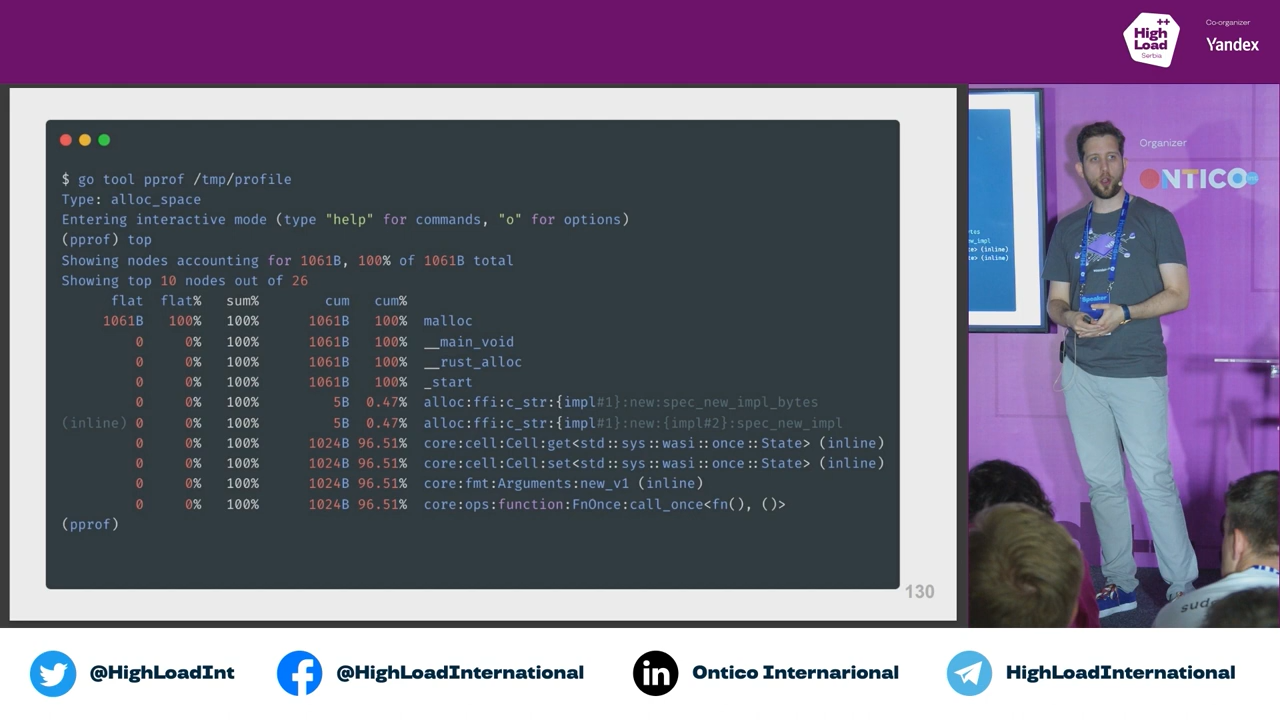 ++
High
Load
Serbia
Co-organizer
Yandex
$ go tool pprof /tmp/profile
Type: alloc_space
Entering interactive mode (type "help" for commands, "o" for options)
(pprof) top
Showing nodes accounting for 1061B, 100% of 1061B total
Showing top 10 nodes out of 26
flat flat% sum% cum cum%
1061B 100% 100% 1061B 100% malloc
0 0% 100% 1061B 100% __main_void
0 0% 100% 1061B 100% __rust_alloc
0 0% 100% 1061B 100% _start
0 0% 100% 5B 0.47% alloc:ffi:c_str:{impl#1}:new:spec_new_impl_bytes
(inline) 0 0% 100% 5B 0.47% alloc:ffi:c_str:{impl#1}:new:{impl#2}:spec_new_impl
0 0% 100% 1024B 96.51% core:cell:Cell:get<std::sys::wasi::once::State> (inline)
0 0% 100% 1024B 96.51% core:cell:Cell:set<std::sys::wasi::once::State> (inline)
0 0% 100% 1024B 96.51% core:fmt:Arguments:new_v1 (inline)
0 0% 100% 1024B 96.51% core:ops:function:FnOnce:call_once<fn(), ()>
(pprof)
130
Organizer
ONTICO
Speaker
(inline)
(inline)
sud
@HighLoadInt
@HighLoadInternational
Ontico Internarional
HighLoadInternational